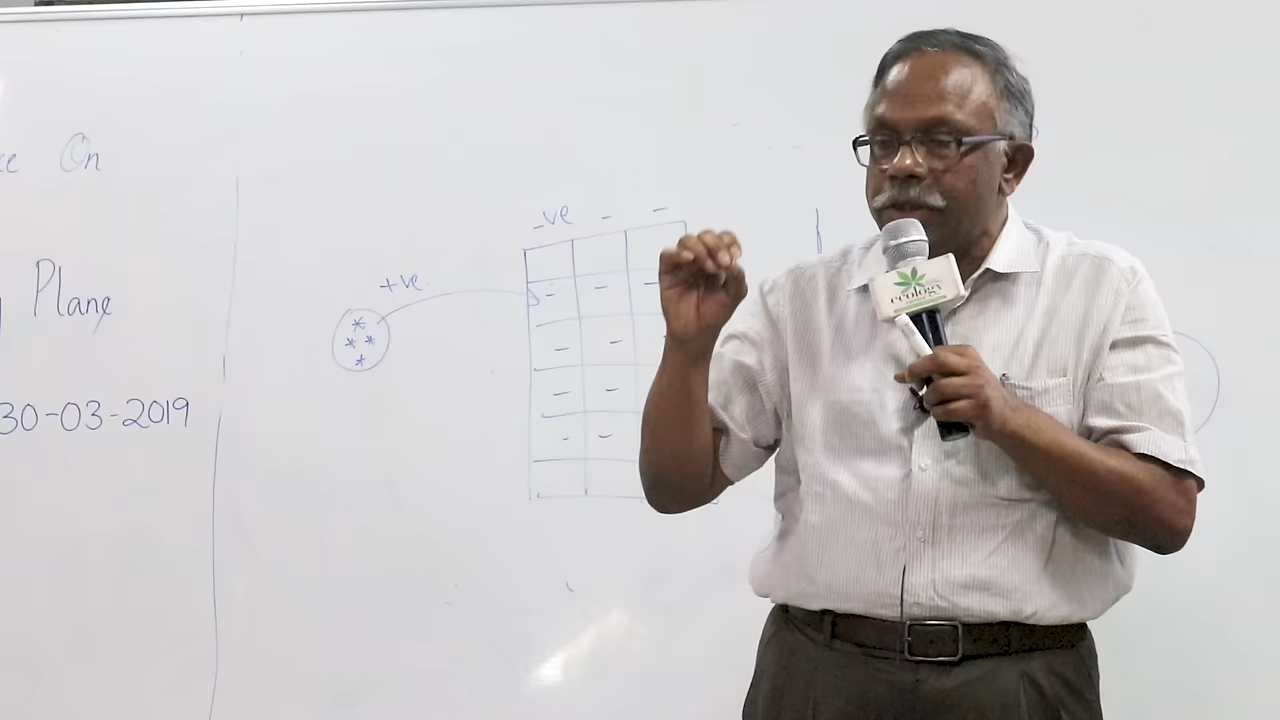 On
Plane
30-03-2019
+ve
-ve - -
* * * *
- -
- -
- -
- -
ecology